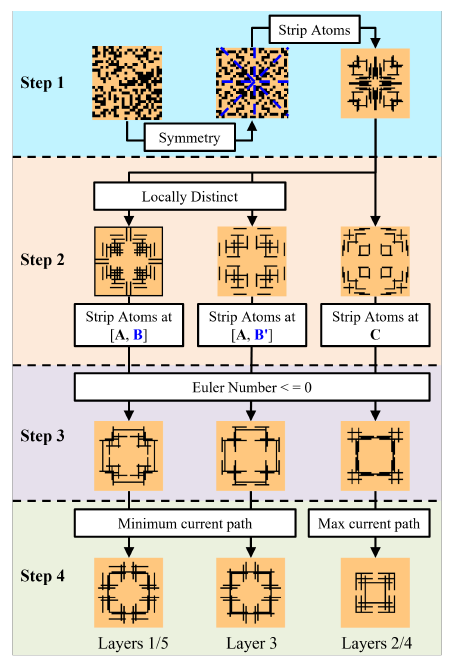 Strip Atoms
Step 1
Symmetry
Locally Distinct
Step 2
Strip Atoms at
[A, B]
Strip Atoms at
[A, B']
Strip Atoms at
C
Euler Number < = 0
Step 3
Minimum current path
Max current path
Step 4
Layers 1/5
Layer 3
Layers 2/4